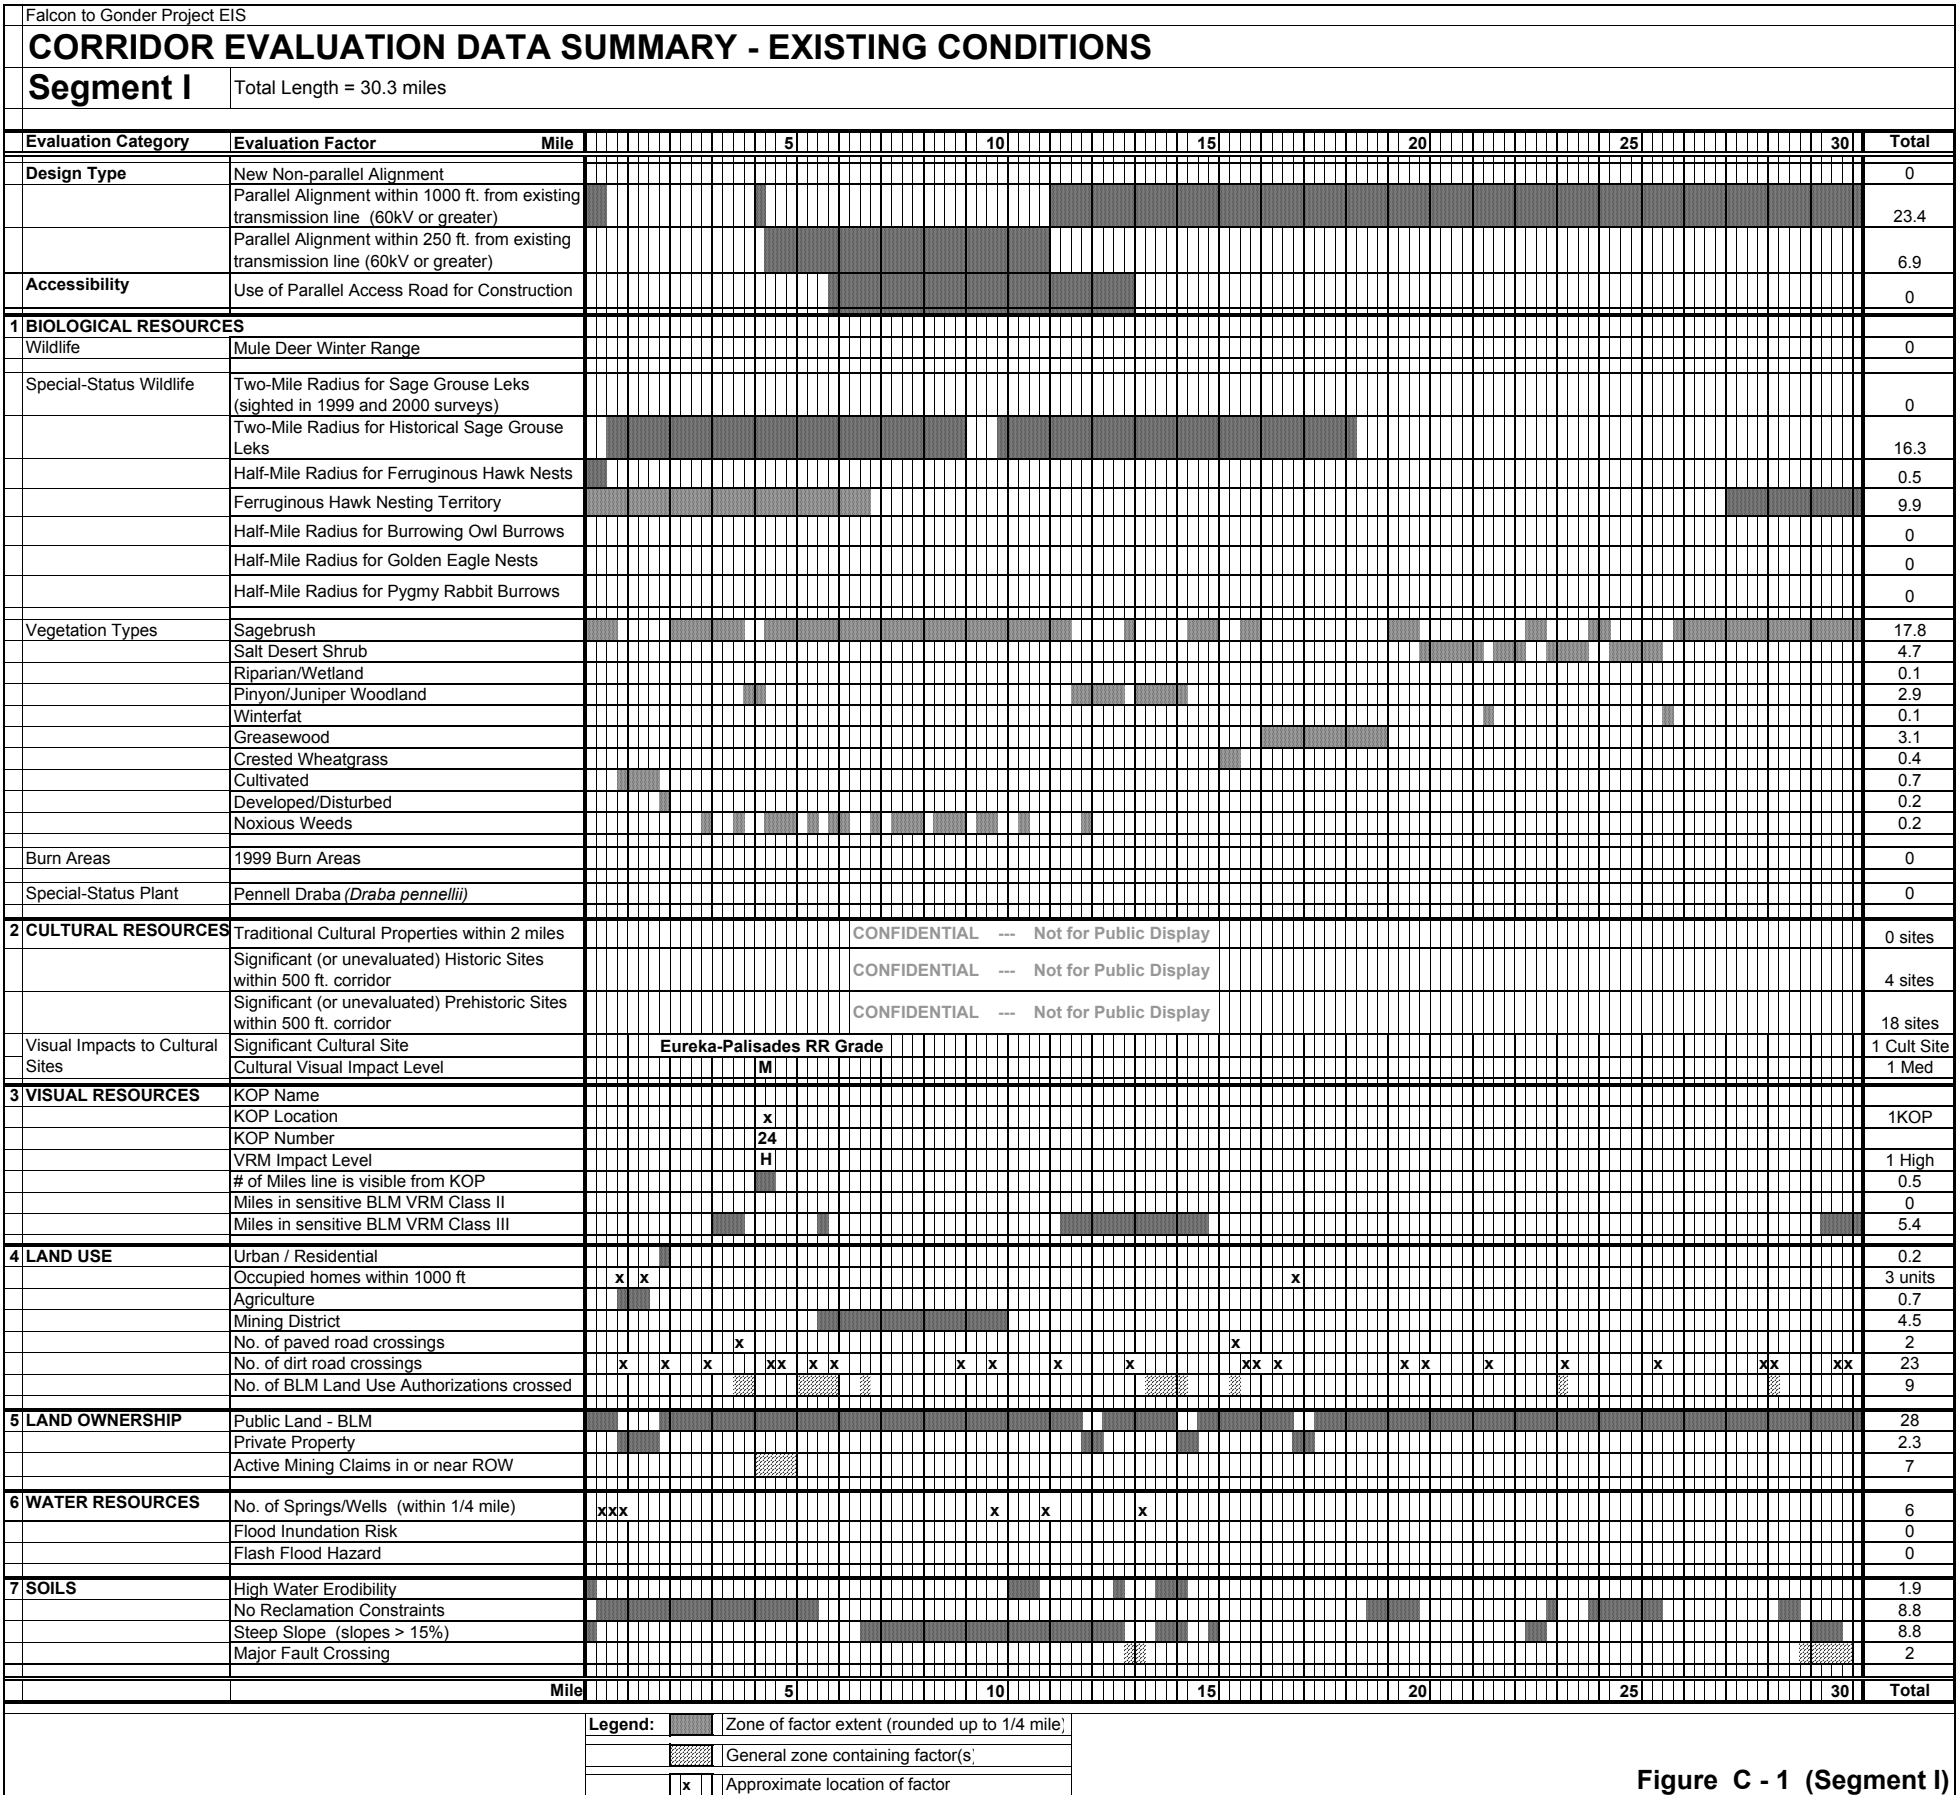 Falcon to Gonder Project EIS
CORRIDOR EVALUATION DATA SUMMARY - EXISTING CONDITIONS
Segment I Total Length = 30.3 miles
Evaluation Category Evaluation Factor Mile 5 10 15 20 25 30 Total
Design Type New Non-parallel Alignment 0
Parallel Alignment within 1000 ft. from existing
transmission line (60kV or greater) 23.4
Parallel Alignment within 250 ft. from existing
transmission line (60kV or greater) 6.9
Accessibility Use of Parallel Access Road for Construction 0
1 BIOLOGICAL RESOURCES
Wildlife Mule Deer Winter Range 0
Special-Status Wildlife Two-Mile Radius for Sage Grouse Leks
(sighted in 1999 and 2000 surveys) 0
Two-Mile Radius for Historical Sage Grouse
Leks 16.3
Half-Mile Radius for Ferruginous Hawk Nests 0.5
Ferruginous Hawk Nesting Territory 9.9
Half-Mile Radius for Burrowing Owl Burrows 0
Half-Mile Radius for Golden Eagle Nests 0
Half-Mile Radius for Pygmy Rabbit Burrows 0
Vegetation Types Sagebrush 17.8
Salt Desert Shrub 4.7
Riparian/Wetland 0.1
Pinyon/Juniper Woodland 2.9
Winterfat 0.1
Greasewood 3.1
Crested Wheatgrass 0.4
Cultivated 0.7
Developed/Disturbed 0.2
Noxious Weeds 0.2
Burn Areas 1999 Burn Areas 0
Special-Status Plant Pennell Draba (Draba pennellii) 0
2 CULTURAL RESOURCES Traditional Cultural Properties within 2 miles CONFIDENTIAL --- Not for Public Display 0 sites
Significant (or unevaluated) Historic Sites
within 500 ft. corridor CONFIDENTIAL --- Not for Public Display 4 sites
Significant (or unevaluated) Prehistoric Sites
within 500 ft. corridor CONFIDENTIAL --- Not for Public Display 18 sites
Visual Impacts to Cultural Significant Cultural Site Eureka-Palisades RR Grade 1 Cult Site
Sites Cultural Visual Impact Level M 1 Med
3 VISUAL RESOURCES KOP Name
KOP Location x 1KOP
KOP Number 24
VRM Impact Level H 1 High
# of Miles line is visible from KOP 0.5
Miles in sensitive BLM VRM Class II 0
Miles in sensitive BLM VRM Class III 5.4
4 LAND USE Urban / Residential 0.2
Occupied homes within 1000 ft x x x 3 units
Agriculture 0.7
Mining District 4.5
No. of paved road crossings x x 2
No. of dirt road crossings x x x xx x x x x x x xx x x x x x x xx xx 23
No. of BLM Land Use Authorizations crossed 9
5 LAND OWNERSHIP Public Land - BLM 28
Private Property 2.3
Active Mining Claims in or near ROW 7
6 WATER RESOURCES No. of Springs/Wells (within 1/4 mile) xxx x x x 6
Flood Inundation Risk 0
Flash Flood Hazard 0
7 SOILS High Water Erodibility 1.9
No Reclamation Constraints 8.8
Steep Slope (slopes > 15%) 8.8
Major Fault Crossing 2
Mile 5 10 15 20 25 30 Total
Legend: Zone of factor extent (rounded up to 1/4 mile)
General zone containing factor(s)
x Approximate location of factor
Figure C - 1 (Segment I)